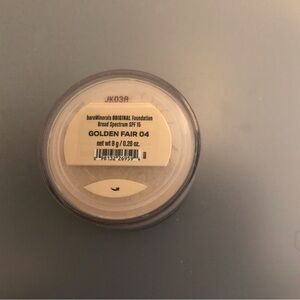 JK03A
bareMinerals ORIGINAL Foundation
Broad Spectrum SPF 15
GOLDEN FAIR 04
net wt 8 g / 0.28 oz.